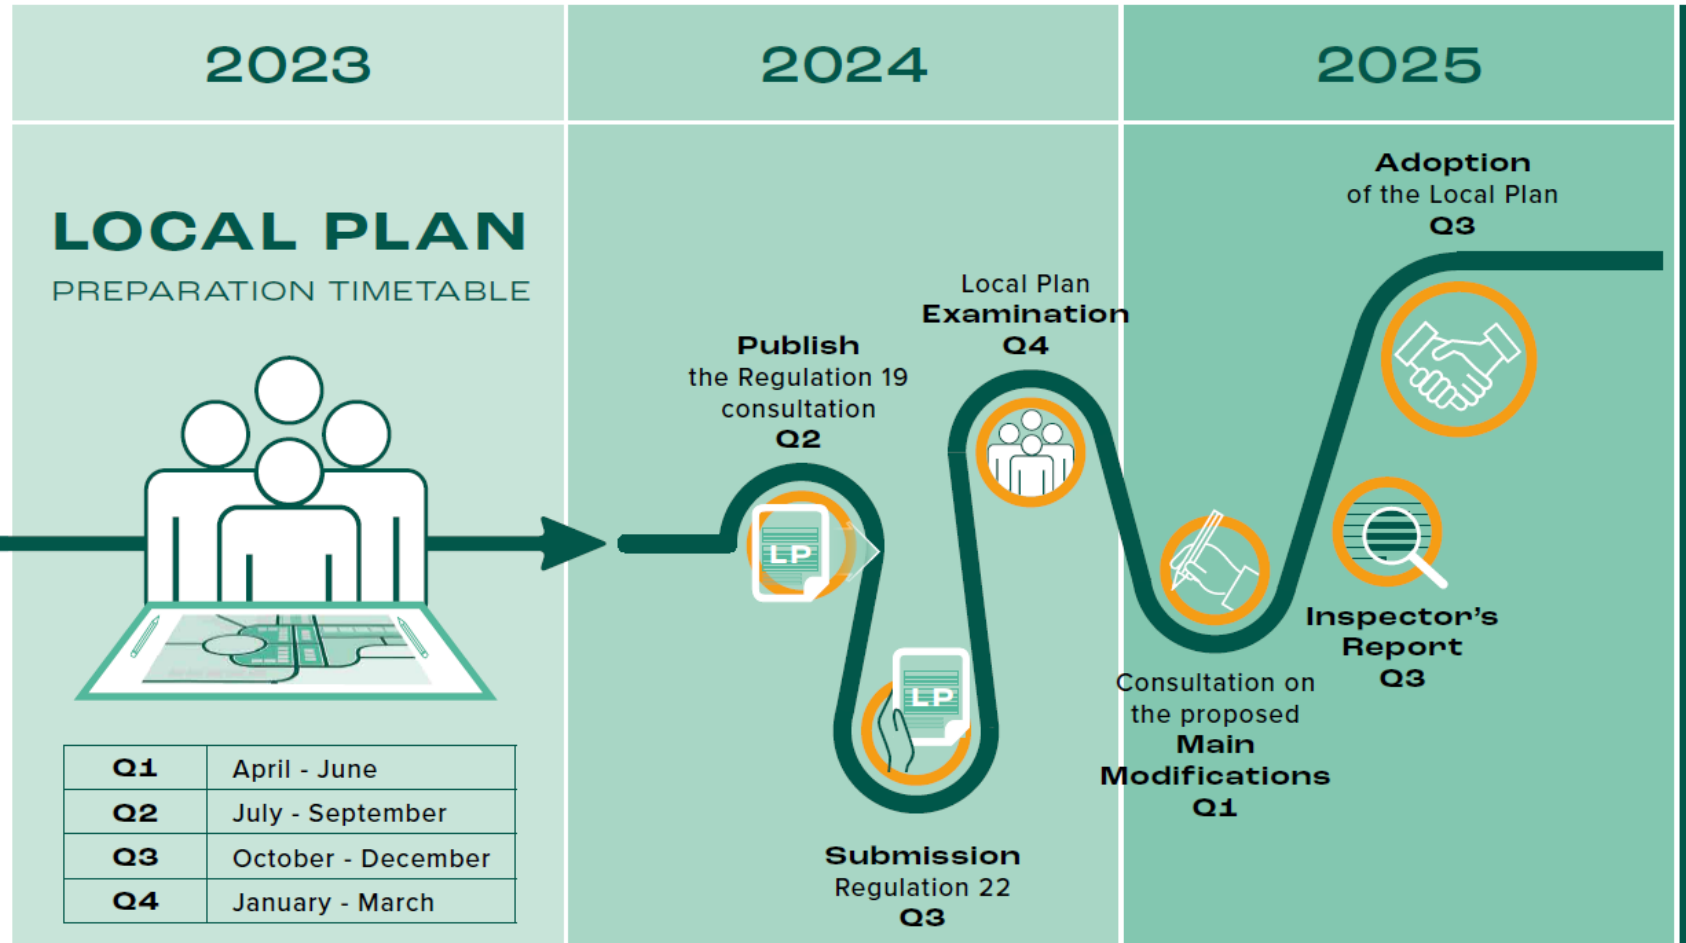 2023
2024
2025
LOCAL PLAN
PREPARATION TIMETABLE
Q1 April - June
Q2 July - September
Q3 October - December
Q4 January - March
Publish
the Regulation 19
consultation
Q2
LP
LP
Submission
Regulation 22
Q3
Local Plan
Examination
Q4
Consultation on
the proposed
Main
Modifications
Q1
Inspector’s
Report
Q3
Adoption
of the Local Plan
Q3